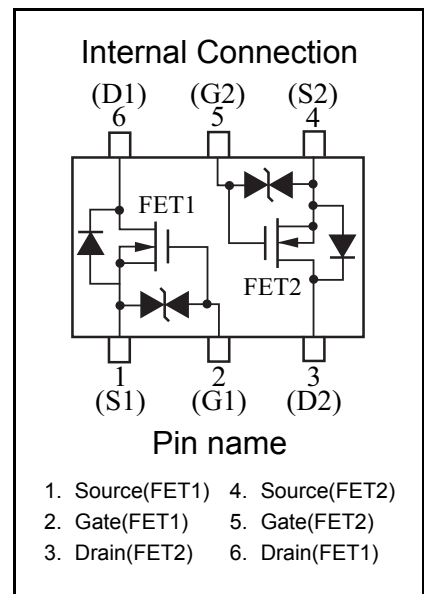 Internal Connection
(D1) (G2) (S2)
6 5 4
FET1
FET2
1 2 3
(S1) (G1) (D2)
Pin name
1. Source(FET1) 4. Source(FET2)
2. Gate(FET1) 5. Gate(FET2)
3. Drain(FET2) 6. Drain(FET1)